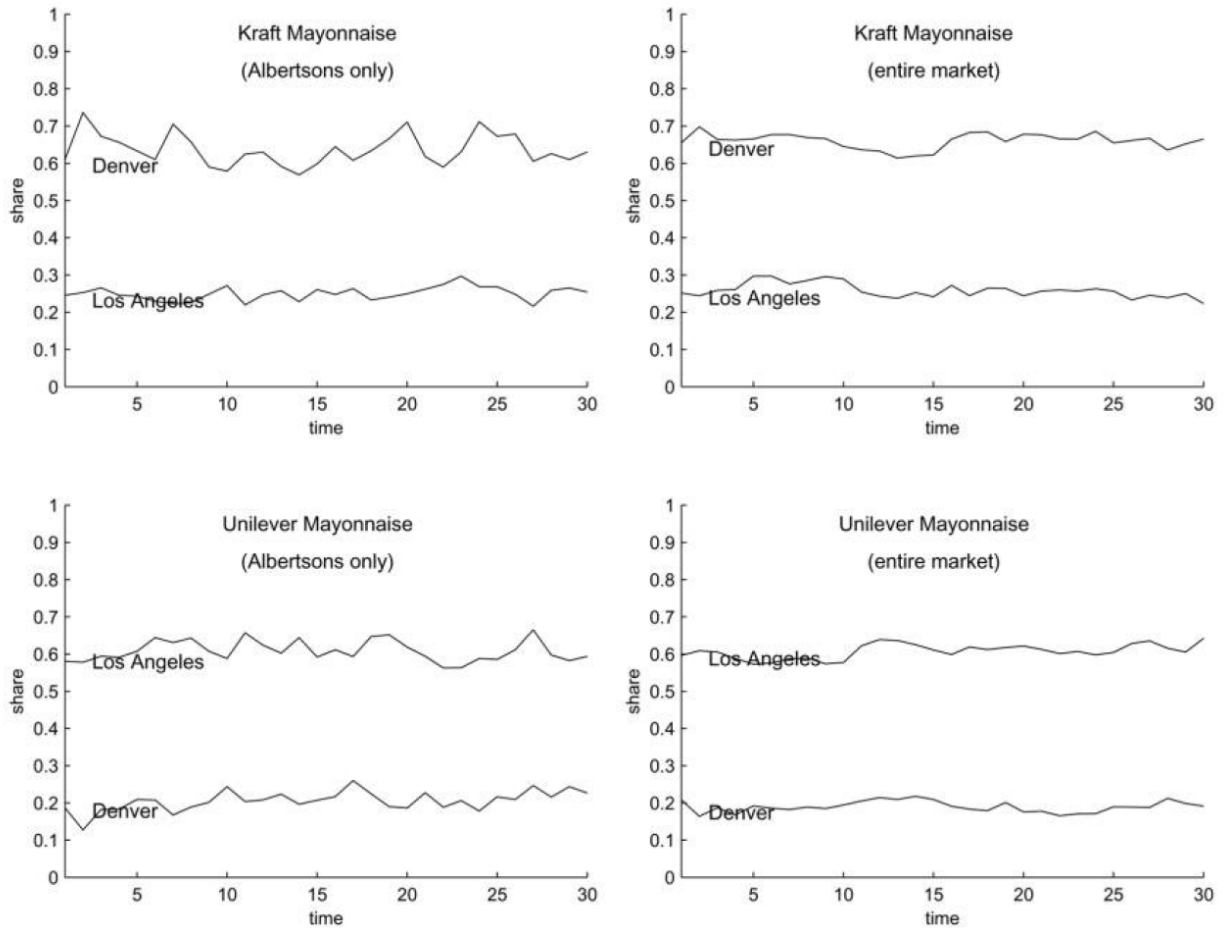 Kraft Mayonnaise
(Albertsons only)
1
0.9
0.8
0.7
0.6
0.5
0.4
0.3
0.2
0.1
0
share
Denver
Los Angeles
5
10
15
20
25
30
time
Kraft Mayonnaise
(entire market)
1
0.9
0.8
0.7
0.6
0.5
0.4
0.3
0.2
0.1
0
share
Denver
Los Angeles
5
10
15
20
25
30
time
Unilever Mayonnaise
(Albertsons only)
1
0.9
0.8
0.7
0.6
0.5
0.4
0.3
0.2
0.1
0
share
Los Angeles
Denver
5
10
15
20
25
30
time
Unilever Mayonnaise
(entire market)
1
0.9
0.8
0.7
0.6
0.5
0.4
0.3
0.2
0.1
0
share
Los Angeles
Denver
5
10
15
20
25
30
time